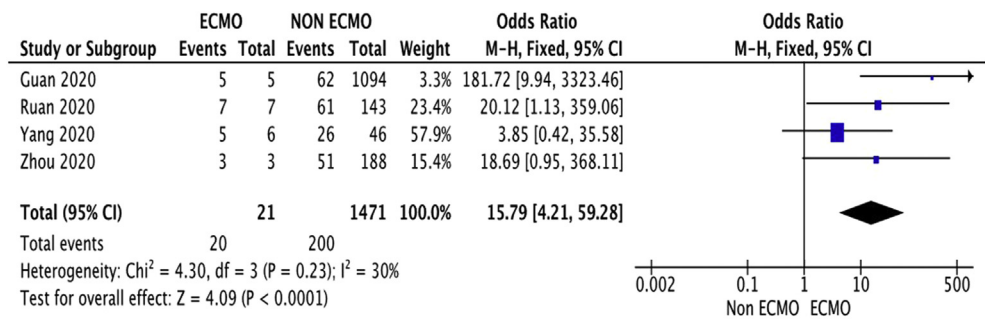 ECMO NON ECMO Odds Ratio Odds Ratio
Study or Subgroup Events Total Events Total Weight M-H, Fixed, 95% CI M-H, Fixed, 95% CI
Guan 2020 5 5 62 1094 3.3% 181.72 [9.94, 3323.46]
Ruan 2020 7 7 61 143 23.4% 20.12 [1.13, 359.06]
Yang 2020 5 6 26 46 57.9% 3.85 [0.42, 35.58]
Zhou 2020 3 3 51 188 15.4% 18.69 [0.95, 368.11]
Total (95% CI) 21 1471 100.0% 15.79 [4.21, 59.28]
Total events 20 200
Heterogeneity: Chi² = 4.30, df = 3 (P = 0.23); I² = 30%
Test for overall effect: Z = 4.09 (P < 0.0001)
0.002 0.1 1 10 500
Non ECMO ECMO